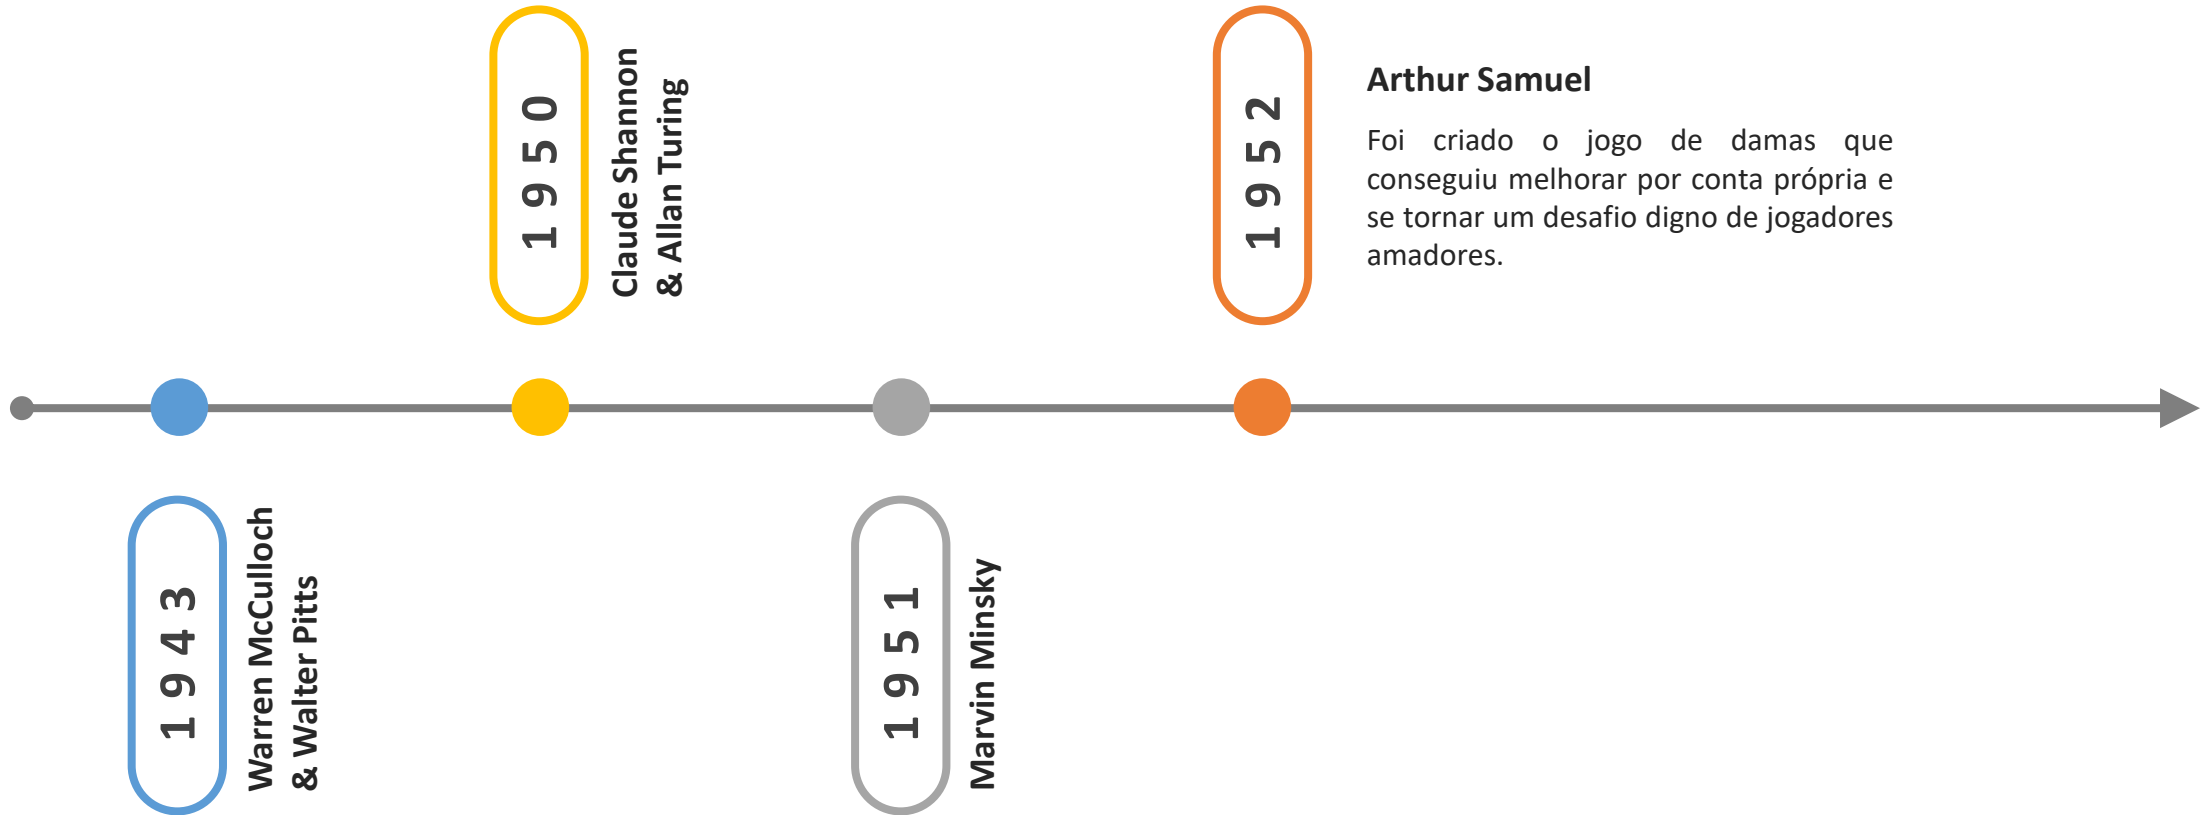 1950
Claude Shannon
& Allan Turing
1952
Arthur Samuel
Foi criado o jogo de damas que
conseguiu melhorar por conta própria e
se tornar um desafio digno de jogadores
amadores.
1943
Warren McCulloch
& Walter Pitts
1951
Marvin Minsky